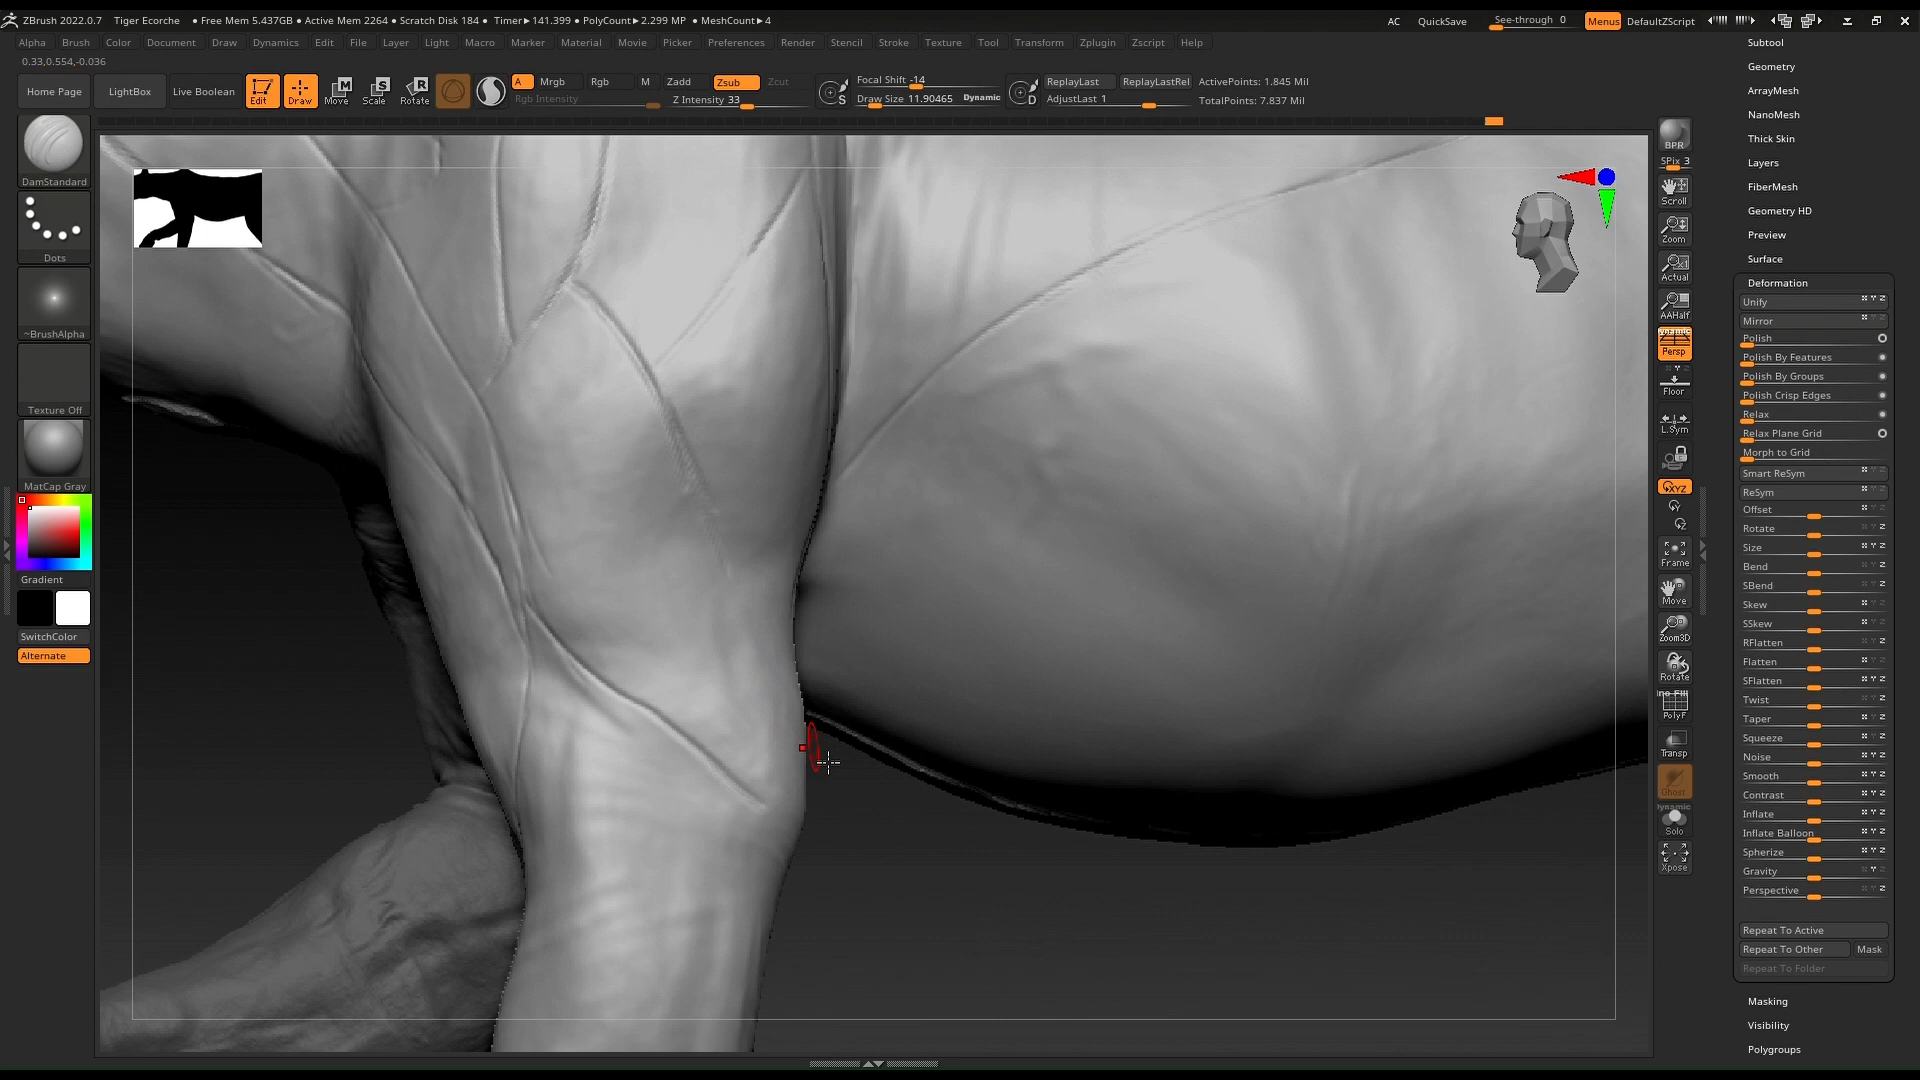 ZBrush 2022.0.7 Tiger Ecorche • Free Mem 5.437GB • Active Mem 2264 • Scratch Disk 184 • Timer▶141.399 • PolyCount▶2.299 MP • MeshCount▶4 AC QuickSave See-through 0 Menus DefaultZScript
Alpha Brush Color Document Draw Dynamics Edit File Layer Light Macro Marker Material Movie Picker Preferences Render Stencil Stroke Texture Tool Transform Zplugin Zscript Help
0.33,0.554,-0.036
Home Page LightBox Live Boolean Edit Draw Move Scale Rotate
A Mrgb Rgb M Zadd Zsub Zcut
Rgb Intensity Z Intensity 33
Focal Shift -14
Draw Size 11.90465 Dynamic
ReplayLast ReplayLastRel ActivePoints: 1.845 Mil
AdjustLast 1 TotalPoints: 7.837 Mil
DamStandard
Dots
~BrushAlpha
Texture Off
MatCap Gray
Gradient
SwitchColor
Alternate
BPR
SPix 3
Scroll
Zoom
Actual
AAHalf
Persp
Floor
L.Sym
XYZ
Frame
Move
Zoom3D
Rotate
PolyF
Transp
Ghost
Dynamic
Solo
Xpose
Subtool
Geometry
ArrayMesh
NanoMesh
Thick Skin
Layers
FiberMesh
Geometry HD
Preview
Surface
Deformation
Unify
Mirror
Polish
Polish By Features
Polish By Groups
Polish Crisp Edges
Relax
Relax Plane Grid
Morph to Grid
Smart ReSym
ReSym
Offset
Rotate
Size
Bend
SBend
Skew
SSkew
RFlatten
Flatten
SFlatten
Twist
Taper
Squeeze
Noise
Smooth
Contrast
Inflate
Inflate Balloon
Spherize
Gravity
Perspective
Repeat To Active
Repeat To Other Mask
Repeat To Folder
Masking
Visibility
Polygroups